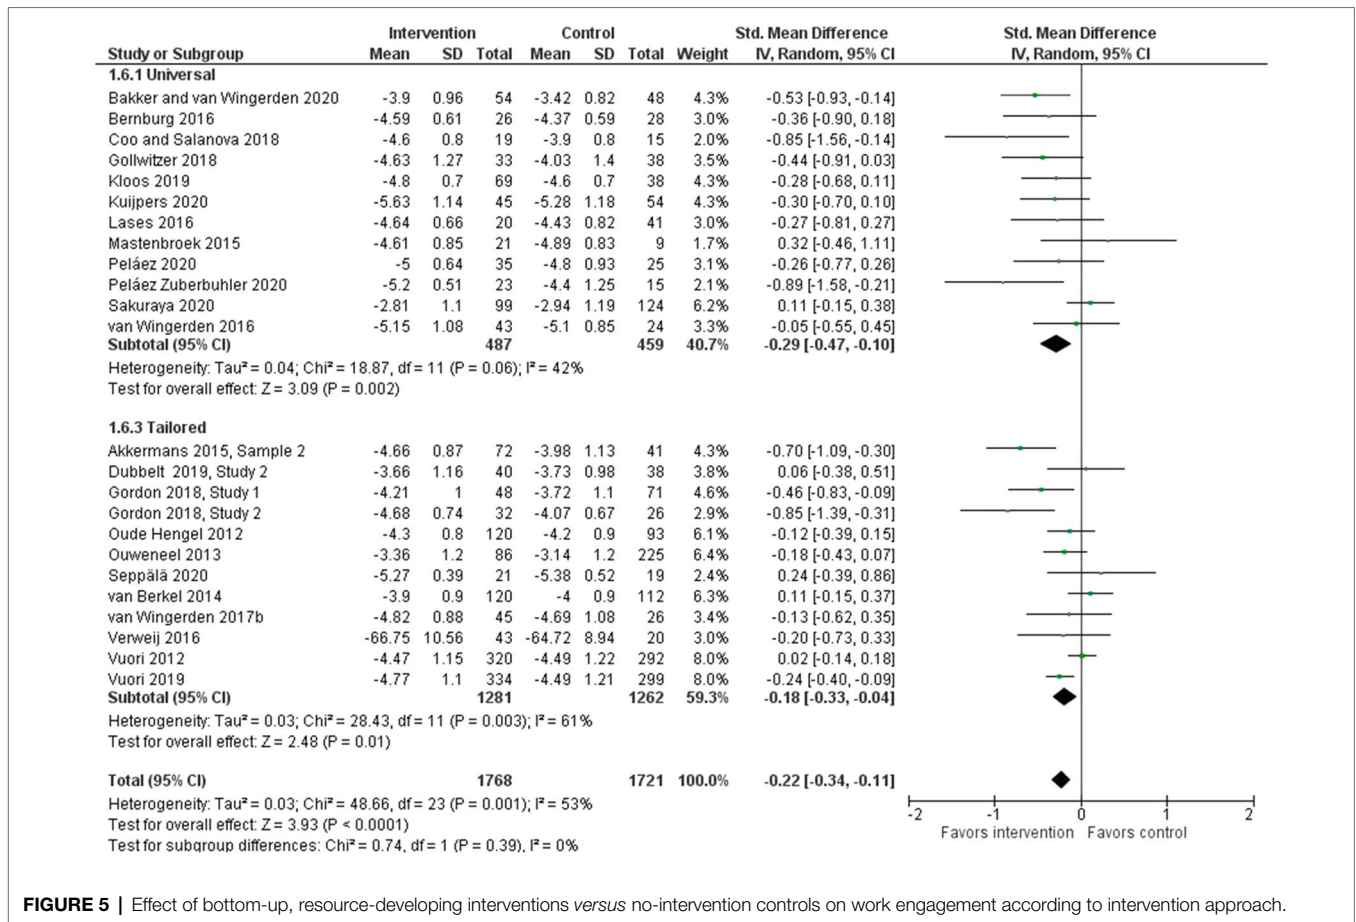 Intervention Control Std. Mean Difference Std. Mean Difference
Study or Subgroup Mean SD Total Mean SD Total Weight IV, Random, 95% CI IV, Random, 95% CI
1.6.1 Universal
Bakker and van Wingerden 2020 -3.9 0.96 54 -3.42 0.82 48 4.3% -0.53 [-0.93, -0.14]
Bernburg 2016 -4.59 0.61 26 -4.37 0.59 28 3.0% -0.36 [-0.90, 0.18]
Coo and Salanova 2018 -4.6 0.8 19 -3.9 0.8 15 2.0% -0.85 [-1.56, -0.14]
Gollwitzer 2018 -4.63 1.27 33 -4.03 1.4 38 3.5% -0.44 [-0.91, 0.03]
Kloos 2019 -4.8 0.7 69 -4.6 0.7 38 4.3% -0.28 [-0.68, 0.11]
Kuijpers 2020 -5.63 1.14 45 -5.28 1.18 54 4.3% -0.30 [-0.70, 0.10]
Lases 2016 -4.64 0.66 20 -4.43 0.82 41 3.0% -0.27 [-0.81, 0.27]
Mastenbroek 2015 -4.61 0.85 21 -4.89 0.83 9 1.7% 0.32 [-0.46, 1.11]
Peláez 2020 -5 0.64 35 -4.8 0.93 25 3.1% -0.26 [-0.77, 0.26]
Peláez Zuberbuhler 2020 -5.2 0.51 23 -4.4 1.25 15 2.1% -0.89 [-1.58, -0.21]
Sakuraya 2020 -2.81 1.1 99 -2.94 1.19 124 6.2% 0.11 [-0.15, 0.38]
van Wingerden 2016 -5.15 1.08 43 -5.1 0.85 24 3.3% -0.05 [-0.55, 0.45]
Subtotal (95% CI) 487 459 40.7% -0.29 [-0.47, -0.10]
Heterogeneity: Tau² = 0.04; Chi² = 18.87, df = 11 (P = 0.06); I² = 42%
Test for overall effect: Z = 3.09 (P = 0.002)
1.6.3 Tailored
Akkermans 2015, Sample 2 -4.66 0.87 72 -3.98 1.13 41 4.3% -0.70 [-1.09, -0.30]
Dubbelt 2019, Study 2 -3.66 1.16 40 -3.73 0.98 38 3.8% 0.06 [-0.38, 0.51]
Gordon 2018, Study 1 -4.21 1 48 -3.72 1.1 71 4.6% -0.46 [-0.83, -0.09]
Gordon 2018, Study 2 -4.68 0.74 32 -4.07 0.67 26 2.9% -0.85 [-1.39, -0.31]
Oude Hengel 2012 -4.3 0.8 120 -4.2 0.9 93 6.1% -0.12 [-0.39, 0.15]
Ouweneel 2013 -3.36 1.2 86 -3.14 1.2 225 6.4% -0.18 [-0.43, 0.07]
Seppälä 2020 -5.27 0.39 21 -5.38 0.52 19 2.4% 0.24 [-0.39, 0.86]
van Berkel 2014 -3.9 0.9 120 -4 0.9 112 6.3% 0.11 [-0.15, 0.37]
van Wingerden 2017b -4.82 0.88 45 -4.69 1.08 26 3.4% -0.13 [-0.62, 0.35]
Verweij 2016 -66.75 10.56 43 -64.72 8.94 20 3.0% -0.20 [-0.73, 0.33]
Vuori 2012 -4.47 1.15 320 -4.49 1.22 292 8.0% 0.02 [-0.14, 0.18]
Vuori 2019 -4.77 1.1 334 -4.49 1.21 299 8.0% -0.24 [-0.40, -0.09]
Subtotal (95% CI) 1281 1262 59.3% -0.18 [-0.33, -0.04]
Heterogeneity: Tau² = 0.03; Chi² = 28.43, df = 11 (P = 0.003); I² = 61%
Test for overall effect: Z = 2.48 (P = 0.01)
Total (95% CI) 1768 1721 100.0% -0.22 [-0.34, -0.11]
Heterogeneity: Tau² = 0.03; Chi² = 48.66, df = 23 (P = 0.001); I² = 53%
Test for overall effect: Z = 3.93 (P < 0.0001)
Test for subgroup differences: Chi² = 0.74, df = 1 (P = 0.39), I² = 0%
-2 -1 0 1 2
Favors intervention Favors control
FIGURE 5 | Effect of bottom-up, resource-developing interventions versus no-intervention controls on work engagement according to intervention approach.